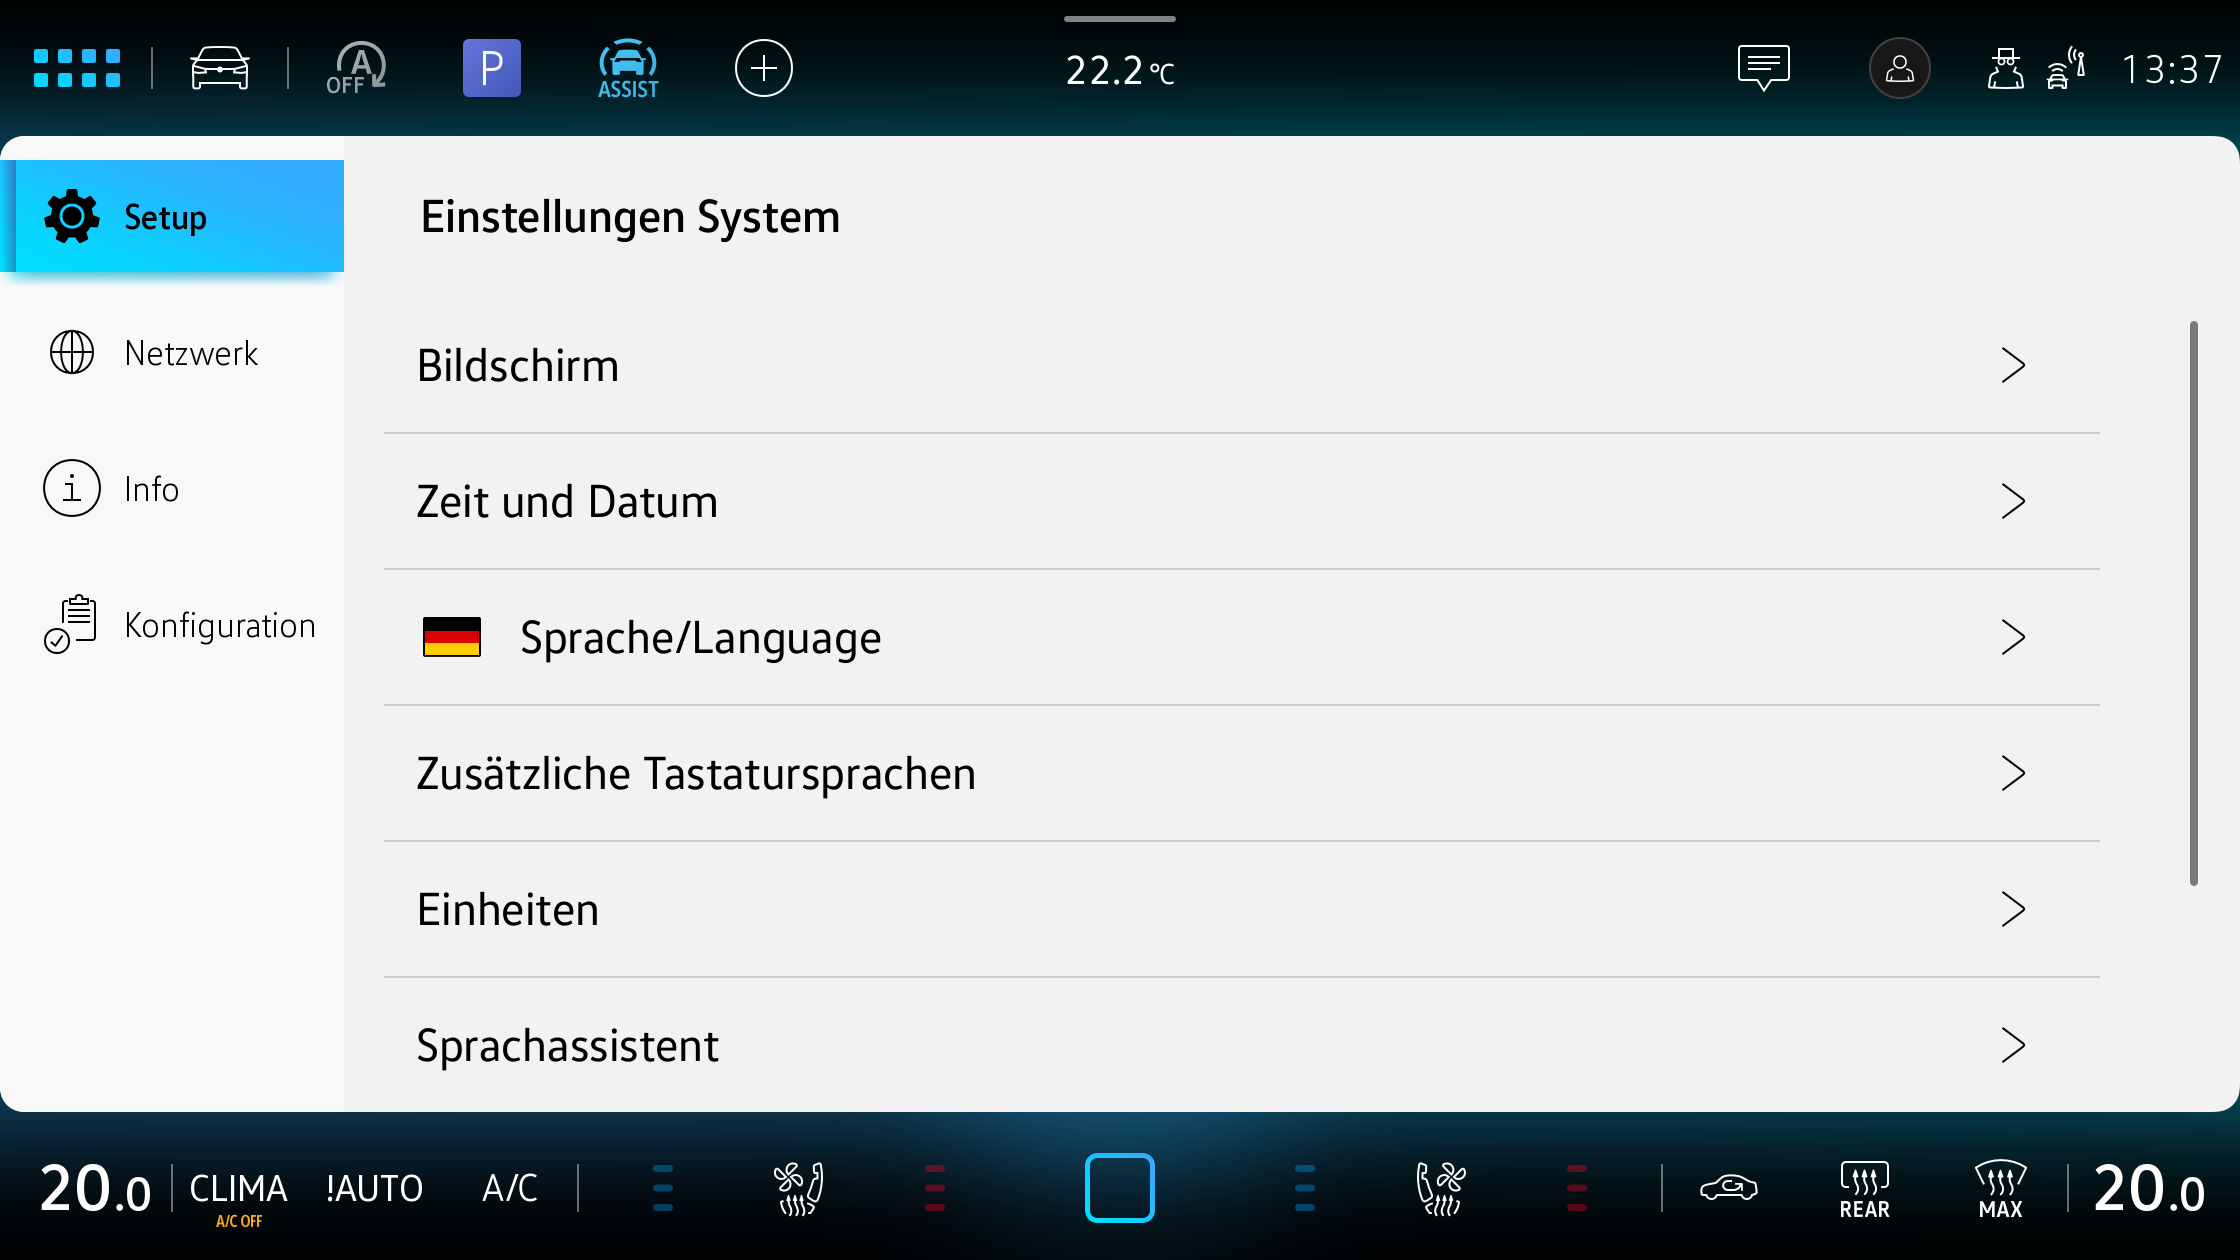 A
OFF
P
ASSIST
22.2 °C
13:37
Setup
Netzwerk
Info
Konfiguration
Einstellungen System
Bildschirm
Zeit und Datum
Sprache/Language
Zusätzliche Tastatursprachen
Einheiten
Sprachassistent
20.0
CLIMA
A/C OFF
!AUTO
A/C
REAR
MAX
20.0